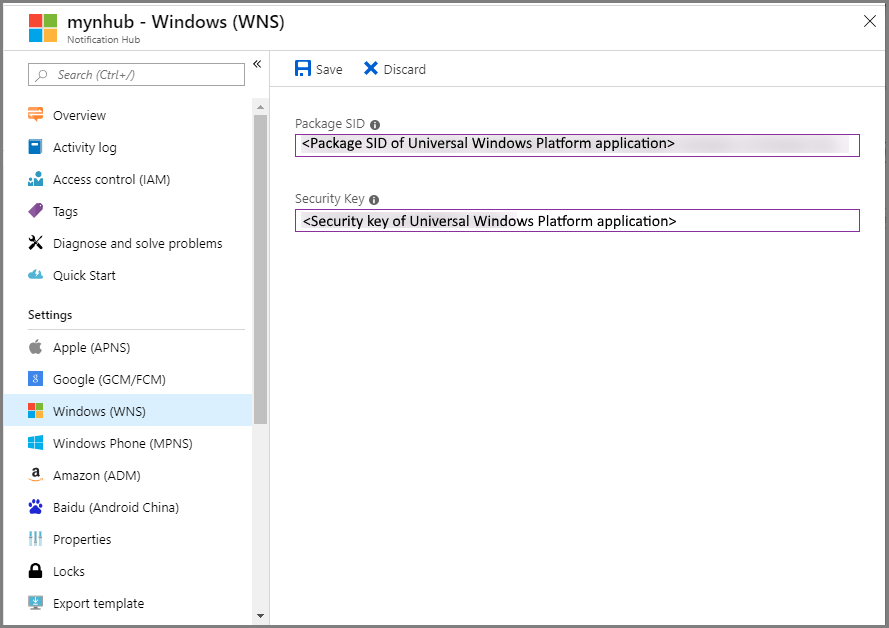 mynhub - Windows (WNS)
Notification Hub
Search (Ctrl+/)
«
Overview
Activity log
Access control (IAM)
Tags
Diagnose and solve problems
Quick Start
Settings
Apple (APNS)
Google (GCM/FCM)
Windows (WNS)
Windows Phone (MPNS)
Amazon (ADM)
Baidu (Android China)
Properties
Locks
Export template
Save
Discard
Package SID
<Package SID of Universal Windows Platform application>
Security Key
<Security key of Universal Windows Platform application>